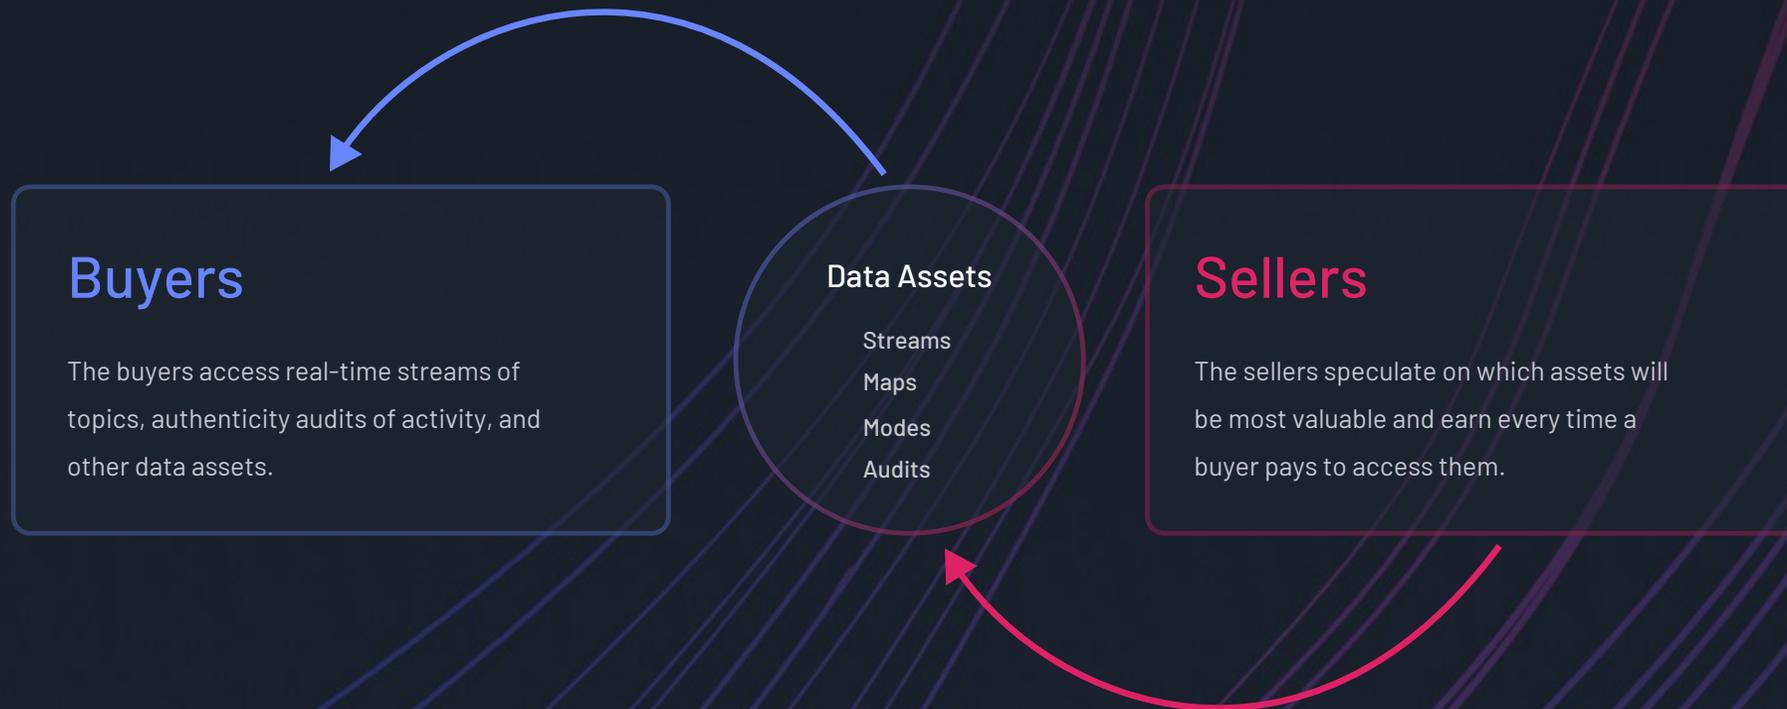 Buyers
The buyers access real-time streams of
topics, authenticity audits of activity, and
other data assets.
Data Assets
Streams
Maps
Modes
Audits
Sellers
The sellers speculate on which assets will
be most valuable and earn every time a
buyer pays to access them.